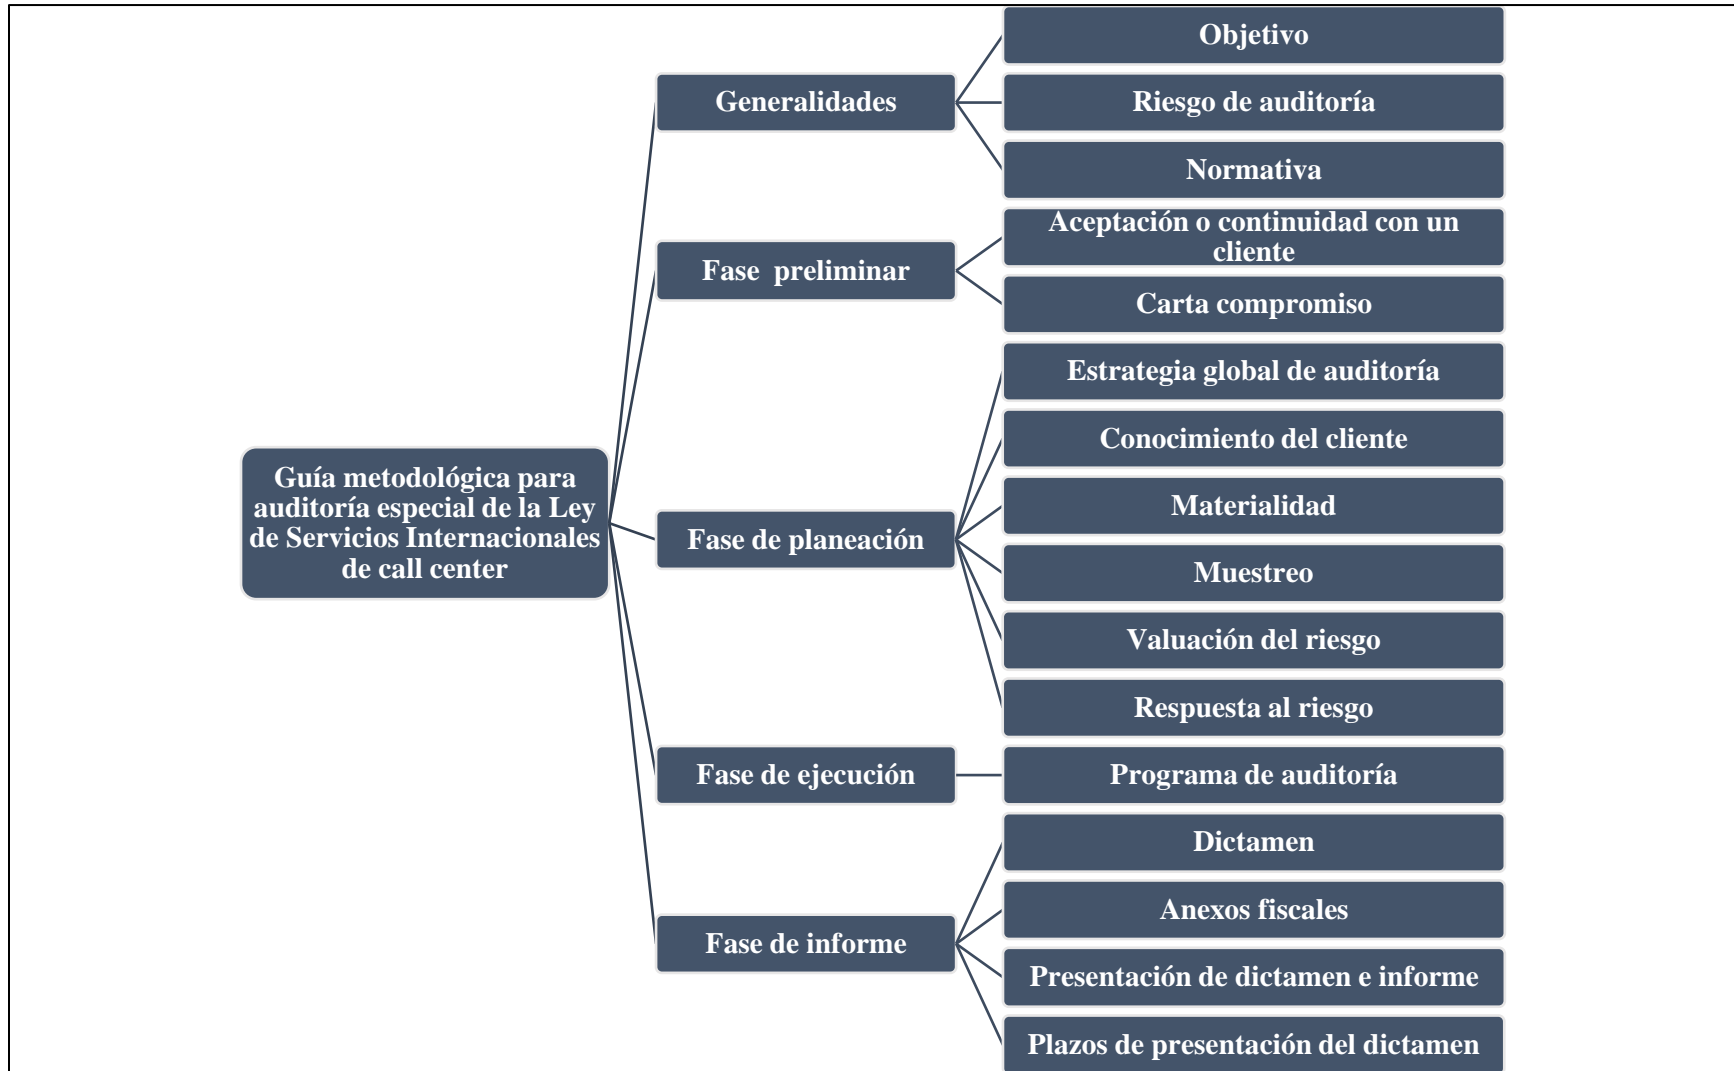 Guía metodológica para
auditoría especial de la Ley
de Servicios Internacionales
de call center
Generalidades
Objetivo
Riesgo de auditoría
Normativa
Fase preliminar
Aceptación o continuidad con un
cliente
Carta compromiso
Fase de planeación
Estrategia global de auditoría
Conocimiento del cliente
Materialidad
Muestreo
Valuación del riesgo
Respuesta al riesgo
Fase de ejecución
Programa de auditoría
Fase de informe
Dictamen
Anexos fiscales
Presentación de dictamen e informe
Plazos de presentación del dictamen